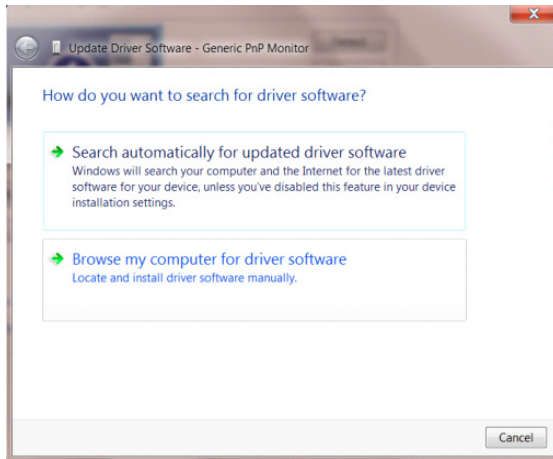 Update Driver Software - Generic PnP Monitor
How do you want to search for driver software?
Search automatically for updated driver software
Windows will search your computer and the Internet for the latest driver
software for your device, unless you've disabled this feature in your device
installation settings.
Browse my computer for driver software
Locate and install driver software manually.
Cancel